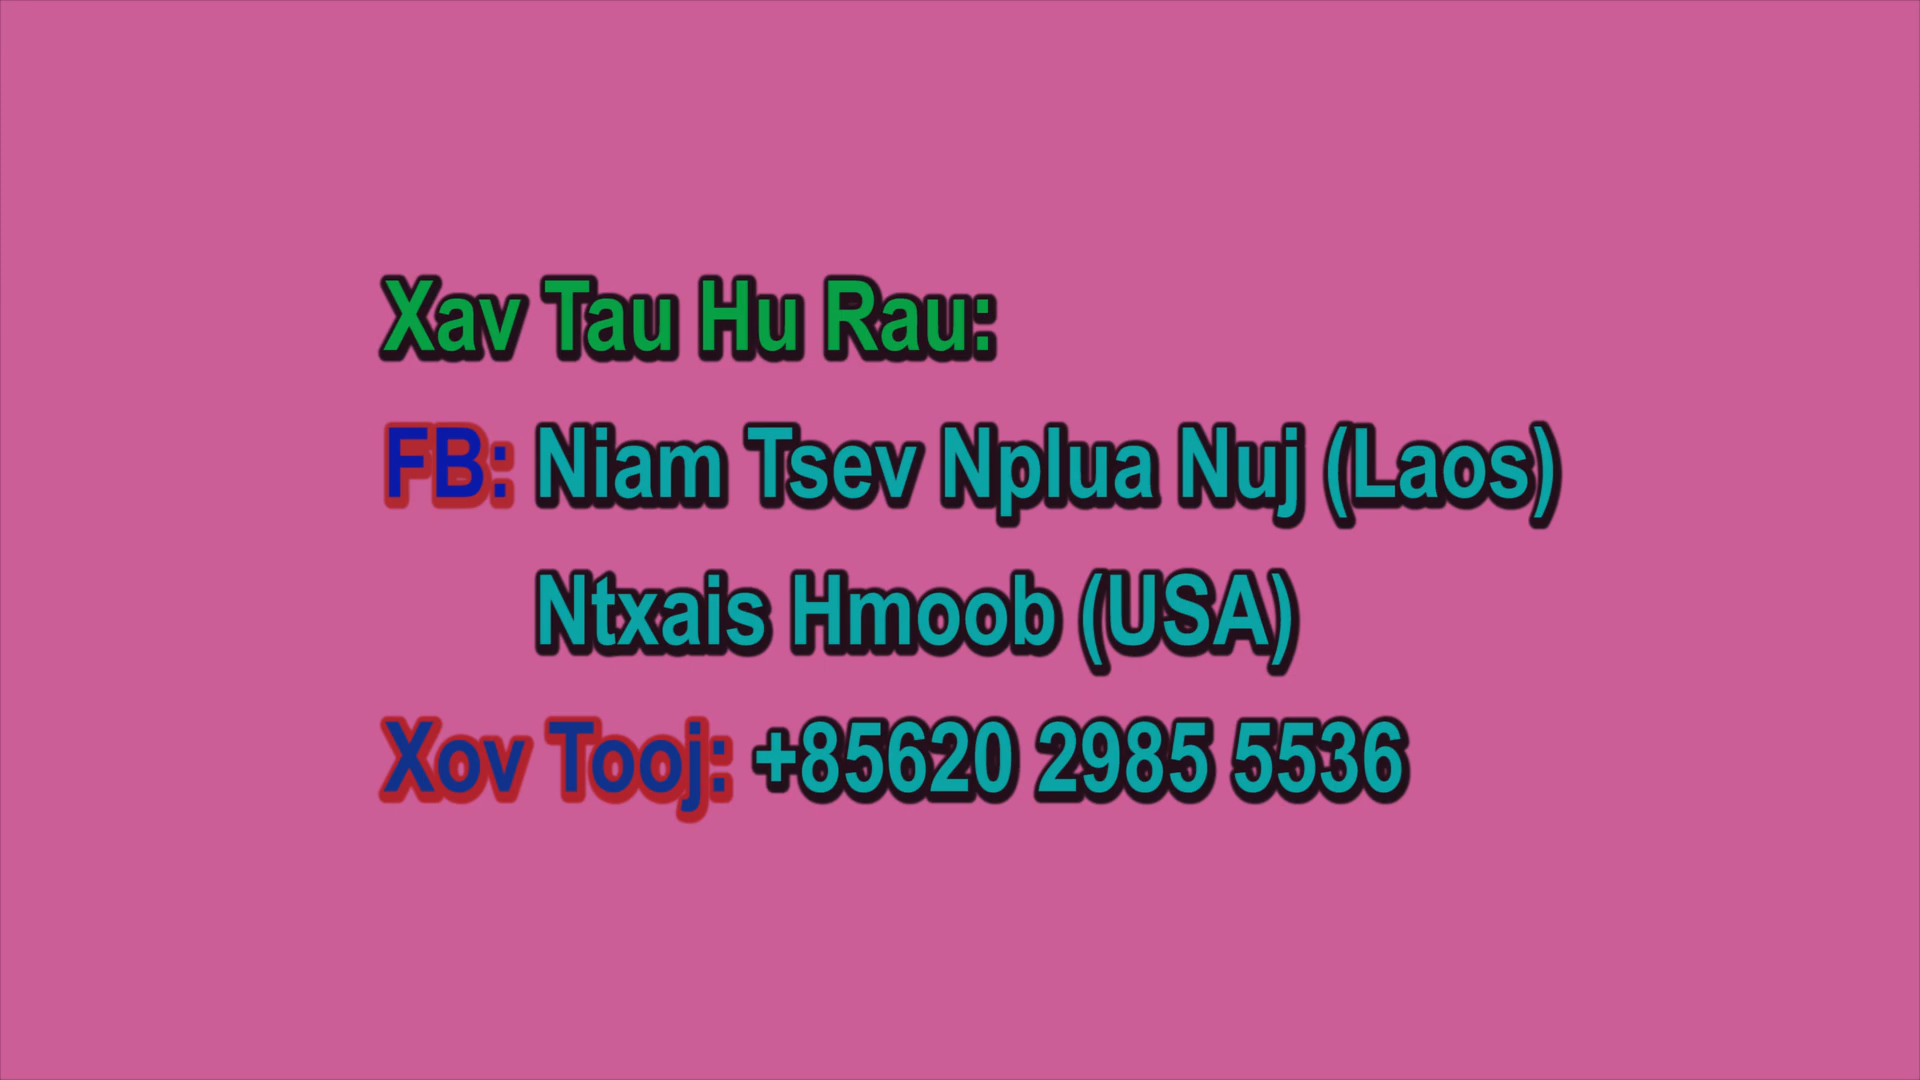 Xav Tau Hu Rau:
FB: Niam Tsev Nplua Nuj (Laos)
Ntxais Hmoob (USA)
Xov Tooj: +85620 2985 5536